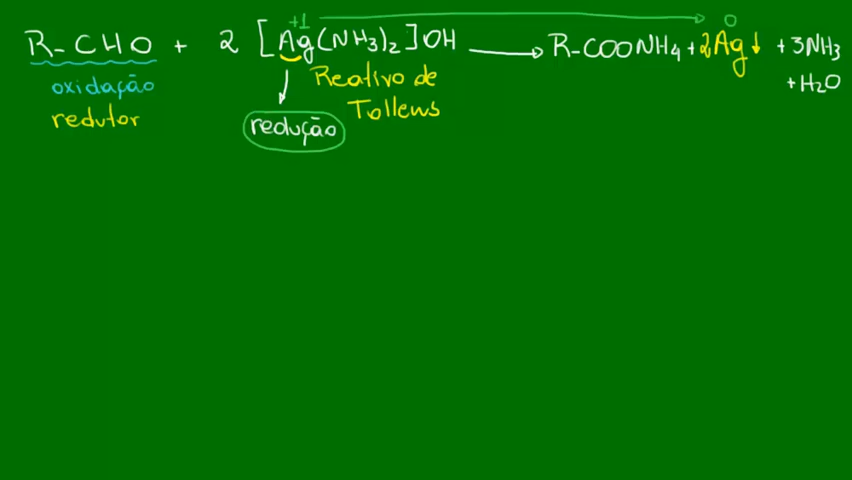 +1 0
R-CHO + 2 [Ag(NH₃)₂]OH → R-COONH₄ + 2Ag↓ + 3NH₃
+ H₂O
oxidação Reativo de
redutor Tollens
redução